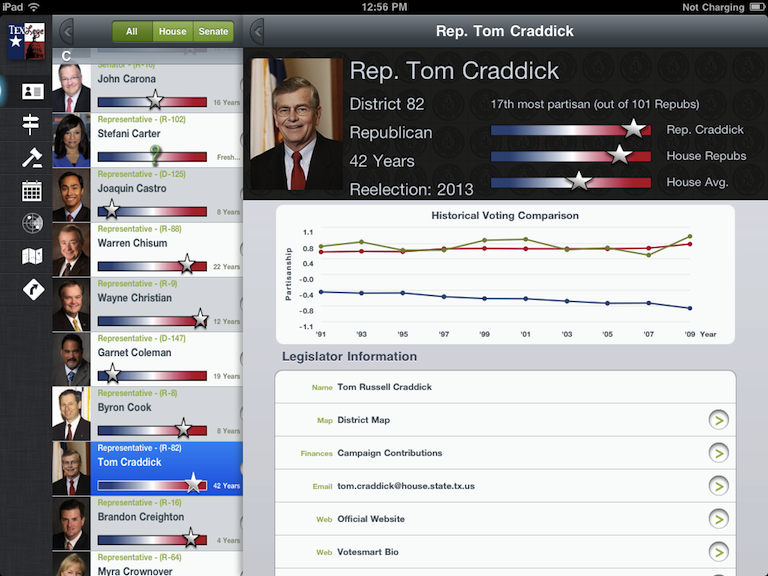 iPad
12:56 PM
Not Charging
TEX Lege
All House Senate
Rep. Tom Craddick
C
Senator - (R-16)
John Carona
16 Years
Representative - (R-102)
Stefani Carter
Fresh...
Representative - (D-125)
Joaquin Castro
8 Years
Representative - (R-88)
Warren Chisum
22 Years
Representative - (R-9)
Wayne Christian
12 Years
Representative - (D-147)
Garnet Coleman
19 Years
Representative - (R-8)
Byron Cook
8 Years
Representative - (R-82)
Tom Craddick
42 Years
Representative - (R-16)
Brandon Creighton
4 Years
Representative - (R-64)
Myra Crownover
Rep. Tom Craddick
District 82
Republican
42 Years
Reelection: 2013
17th most partisan (out of 101 Repubs)
Rep. Craddick
House Repubs
House Avg.
Historical Voting Comparison
Partisanship
1.1
0.8
0.4
-0.0
-0.4
-0.8
-1.1
'91 '93 '95 '97 '99 '01 '03 '05 '07 '09 Year
Legislator Information
Name Tom Russell Craddick
Map District Map
Finances Campaign Contributions
Email tom.craddick@house.state.tx.us
Web Official Website
Web Votesmart Bio